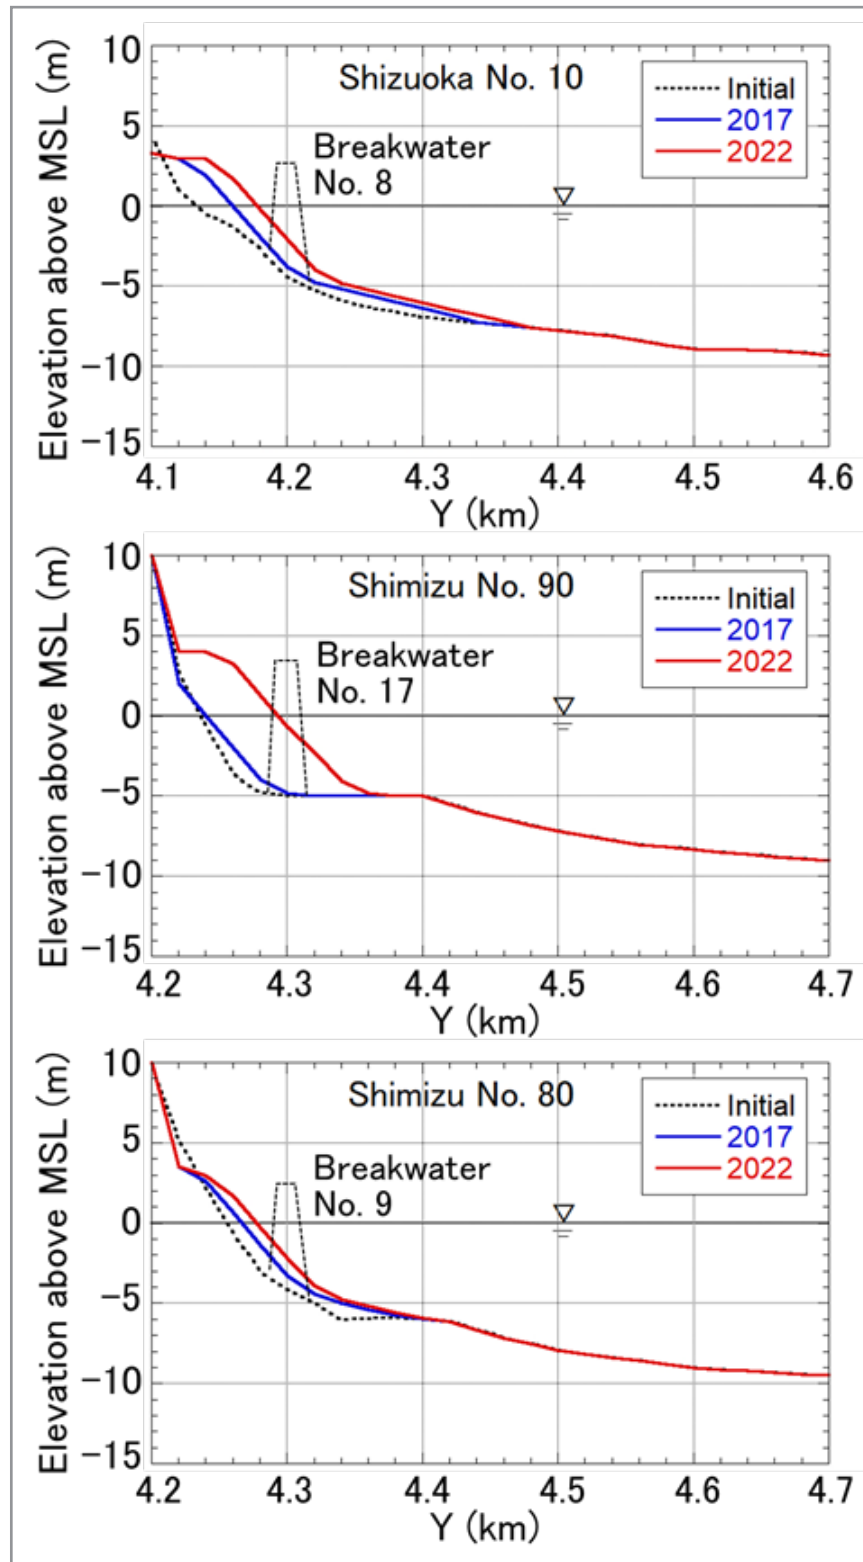 Elevation above MSL (m)
10
5
0
−5
−10
−15
Shizuoka No. 10
Initial
2017
2022
Breakwater
No. 8
4.1 4.2 4.3 4.4 4.5 4.6
Y (km)
Elevation above MSL (m)
10
5
0
−5
−10
−15
Shimizu No. 90
Initial
2017
2022
Breakwater
No. 17
4.2 4.3 4.4 4.5 4.6 4.7
Y (km)
Elevation above MSL (m)
10
5
0
−5
−10
−15
Shimizu No. 80
Initial
2017
2022
Breakwater
No. 9
4.2 4.3 4.4 4.5 4.6 4.7
Y (km)